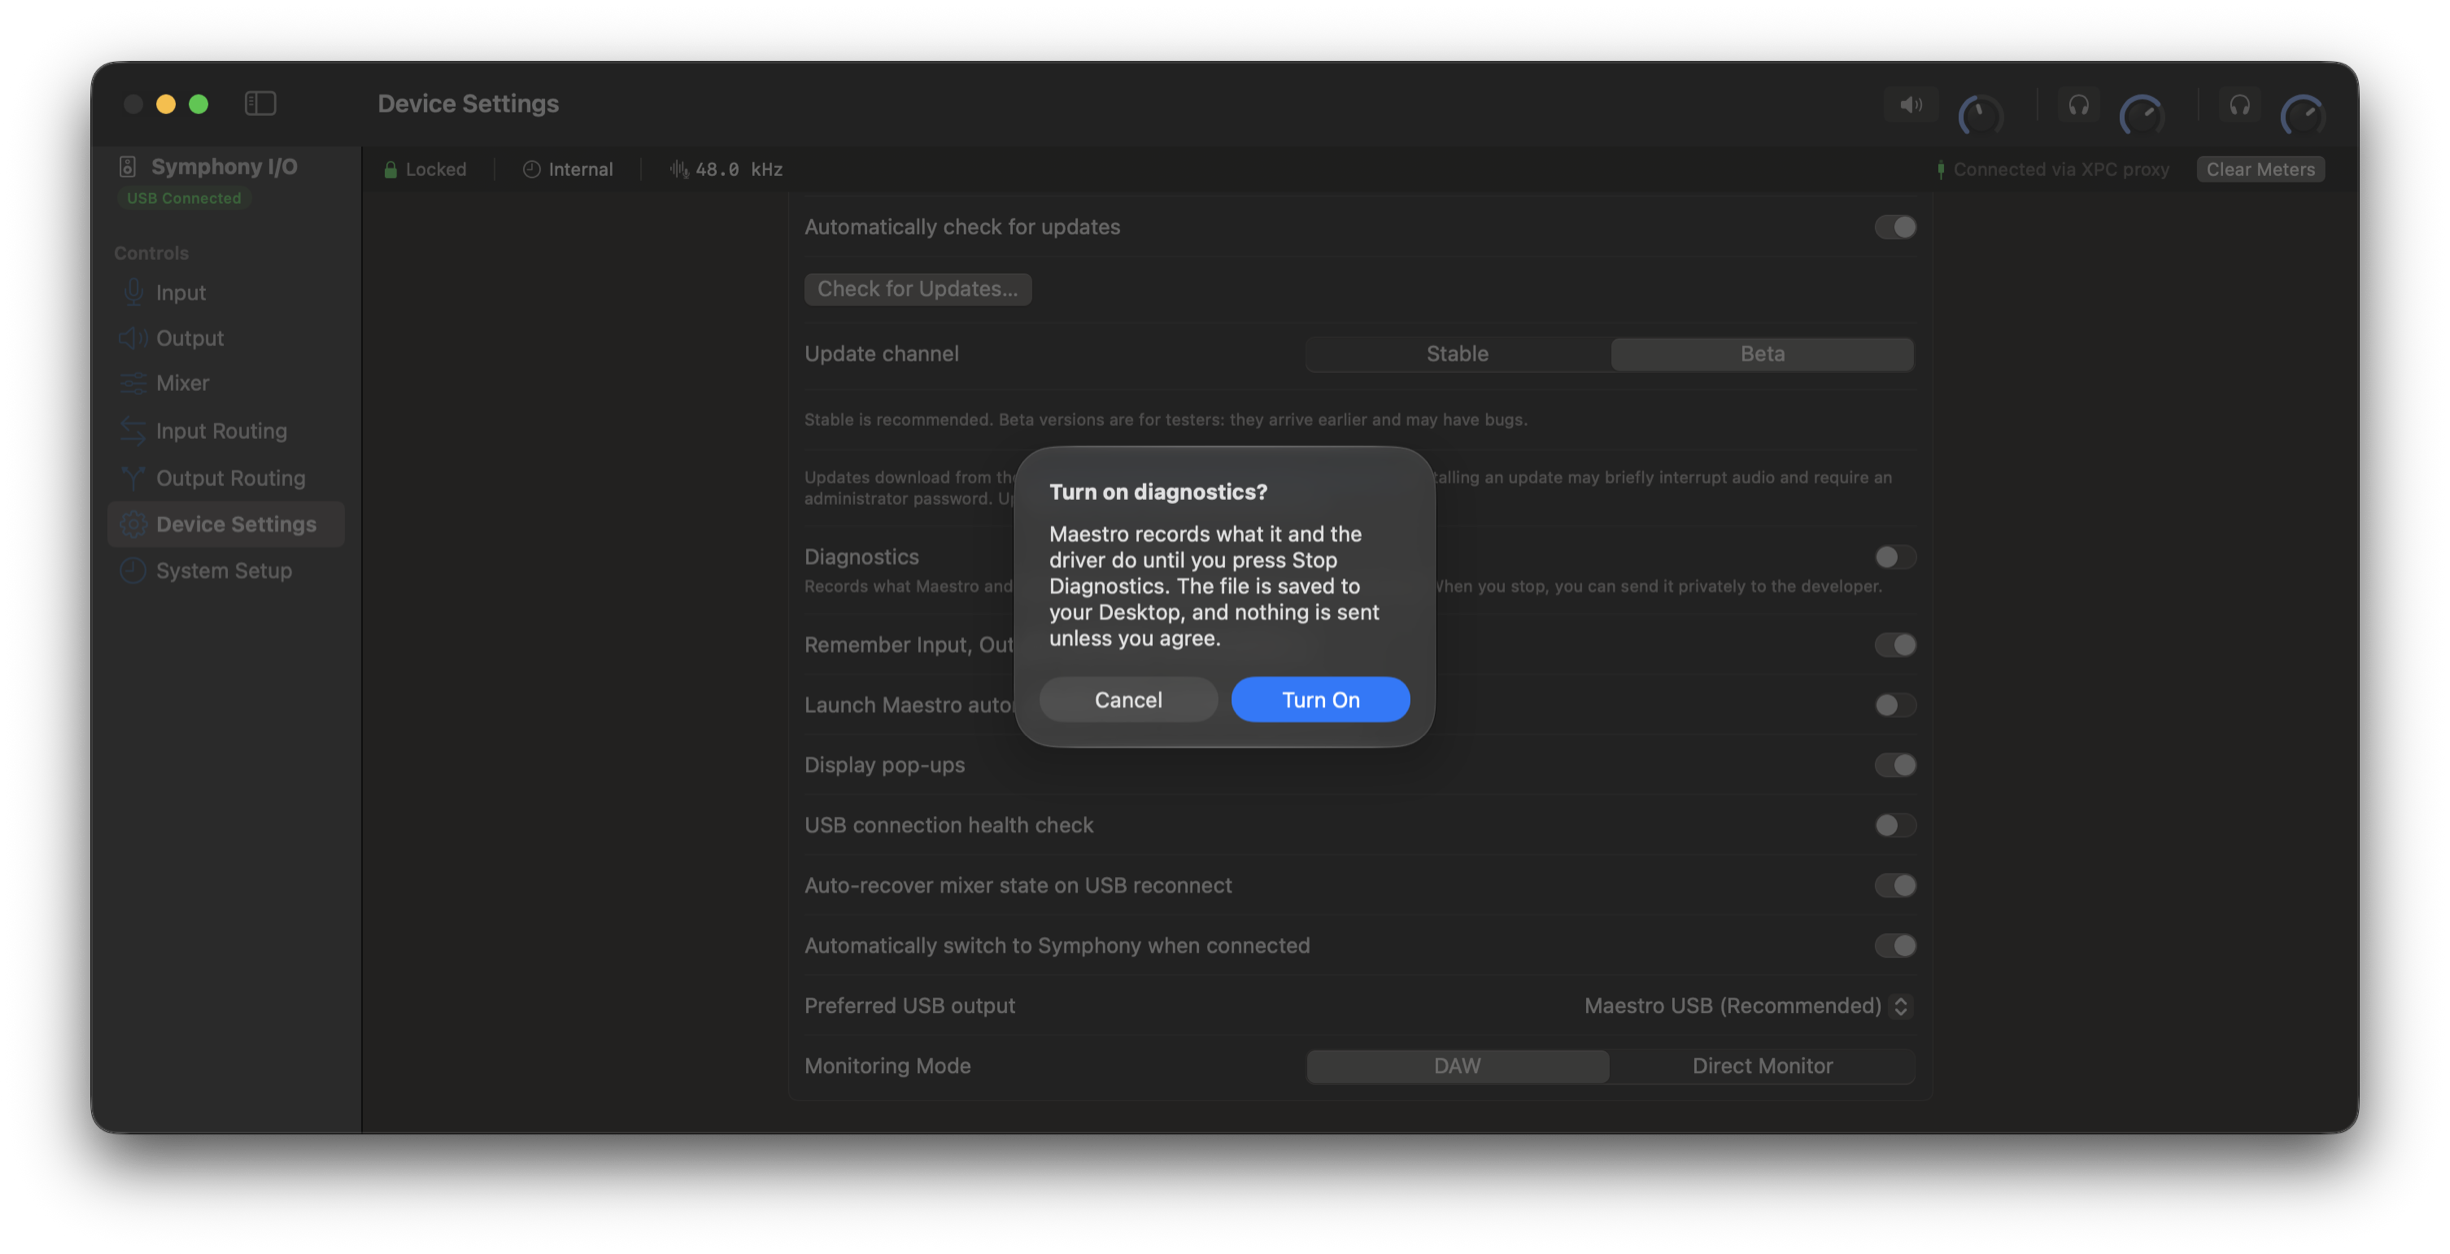 Device Settings
Symphony I/O
USB Connected
Locked
Internal
48.0 kHz
Connected via XPC proxy
Clear Meters
Controls
Input
Output
Mixer
Input Routing
Output Routing
Device Settings
System Setup
Automatically check for updates
Check for Updates...
Update channel
Stable
Beta
Stable is recommended. Beta versions are for testers: they arrive earlier and may have bugs.
Updates download from
an update may briefly interrupt audio and require an
administrator password.
Diagnostics
Records what Maestro and
you stop, you can send it privately to the developer.
Remember Input,
Launch Maestro
Display pop-ups
USB connection health check
Auto-recover mixer state on USB reconnect
Automatically switch to Symphony when connected
Preferred USB output
Maestro USB (Recommended)
Monitoring Mode
DAW
Direct Monitor
Turn on diagnostics?
Maestro records what it and the
driver do until you press Stop
Diagnostics. The file is saved to
your Desktop, and nothing is sent
unless you agree.
Cancel
Turn On